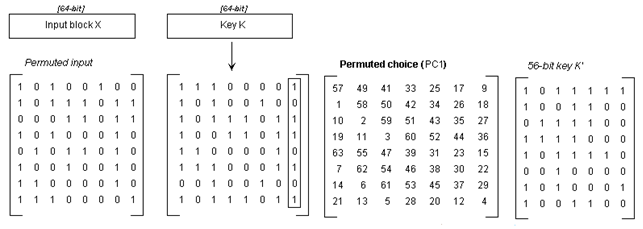 [64-bit]
[64-bit]
Input block X
Key K
Permuted input
Permuted choice (PC1)
56-bit key K'
1 0 1 0 0 1 0 0 1 1 1 0 0 0 0 1 57 49 41 33 25 17 9 1 0 1 1 1 1 1
1 0 1 1 1 0 1 1 1 0 1 0 0 1 0 0 1 58 50 42 34 26 18 1 0 0 1 1 0 0
0 0 0 1 1 0 1 1 1 0 1 1 1 0 1 1 10 2 59 51 43 35 27 0 1 1 1 1 0 0
1 1 0 0 0 0 1 0 1 0 0 1 1 1 0 1 19 11 3 60 52 44 36 1 1 1 1 0 0 0
0 1 0 1 1 0 1 0 0 1 1 0 1 1 1 0 63 55 47 39 31 23 15 1 0 1 1 1 1 0
1 1 0 0 1 0 0 1 1 1 0 0 1 0 0 1 7 62 54 46 38 30 22 1 0 1 0 0 0 0
1 1 0 0 0 0 1 0 0 0 1 0 0 1 0 0 14 6 61 53 45 37 29 1 0 1 0 0 0 1
1 1 1 1 0 0 0 1 1 0 1 1 1 1 0 1 21 13 5 28 20 12 4 1 0 0 1 1 0 0